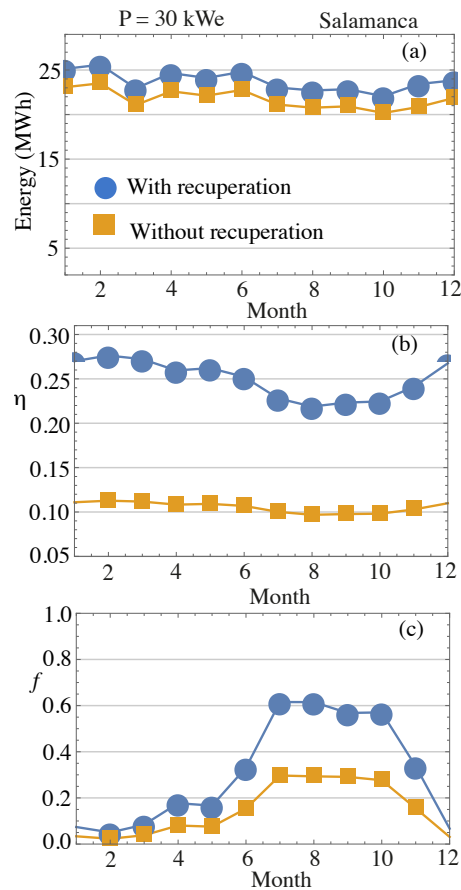 P = 30 kWe Salamanca
(a)
Energy (MWh)
25
15
5
With recuperation
Without recuperation
2 4 6 8 10 12
Month
(b)
η
0.30
0.25
0.20
0.15
0.10
0.05
2 4 6 8 10 12
Month
(c)
f
1.0
0.8
0.6
0.4
0.2
0.0
2 4 6 8 10 12
Month